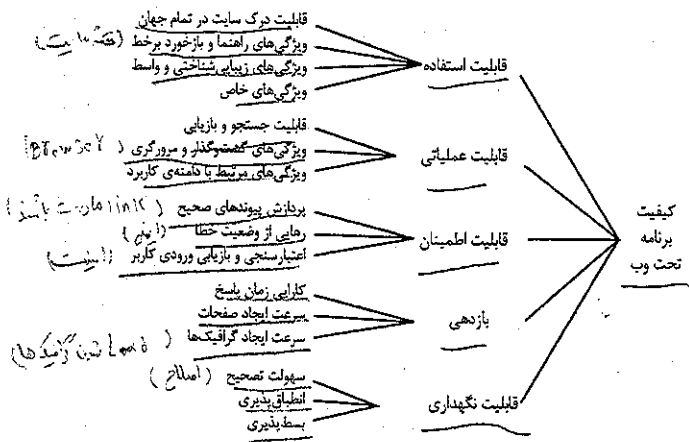 کیفیت
برنامه
تحت وب
قابلیت استفاده
قابلیت درک سایت در تمام جهان
ویژگی‌های راهنما و بازخورد برخط
ویژگی‌های زیبایی‌شناختی و واسط
ویژگی‌های خاص
قابلیت عملیاتی
قابلیت جستجو و بازیابی
ویژگی‌های گشت‌وگذار و مرورگری
ویژگی‌های مرتبط با دامنه‌ی کاربرد
قابلیت اطمینان
پردازش پیوندهای صحیح
رهایی از وضعیت خطا
اعتبارسنجی و بازیابی ورودی کاربر
بازدهی
کارایی زمان پاسخ
سرعت ایجاد صفحات
سرعت ایجاد گرافیک‌ها
قابلیت نگهداری
سهولت تصحیح (اصلاح)
انطباق‌پذیری
بسط‌پذیری